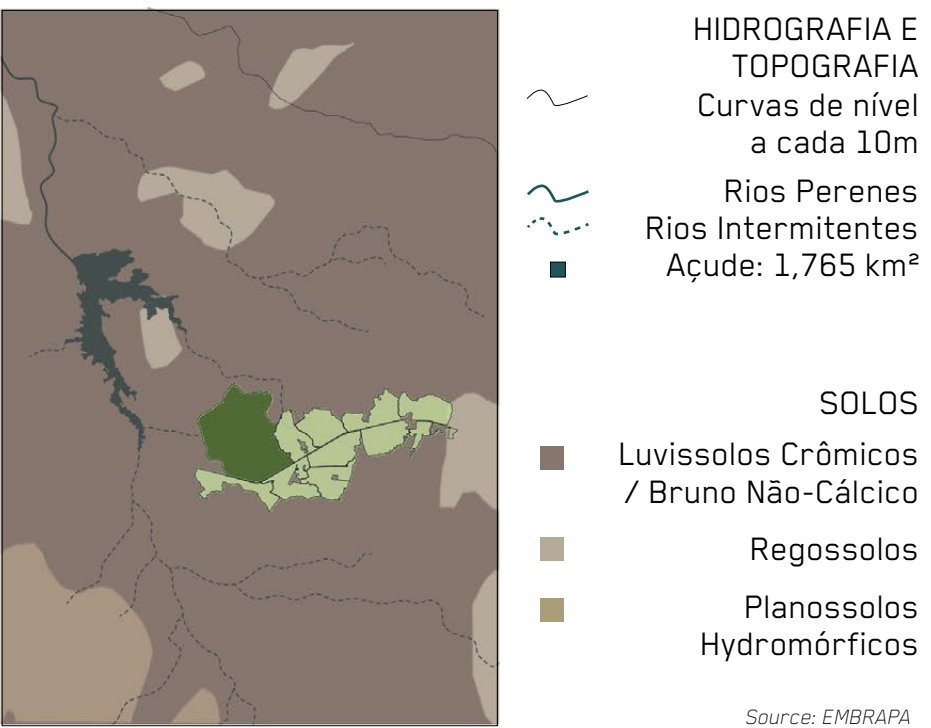 HIDROGRAFIA E
TOPOGRAFIA
Curvas de nível
a cada 10m
Rios Perenes
Rios Intermitentes
Açude: 1,765 km²
SOLOS
Luvissolos Crômicos
/ Bruno Não-Cálcico
Regossolos
Planossolos
Hydromórficos
Source: EMBRAPA